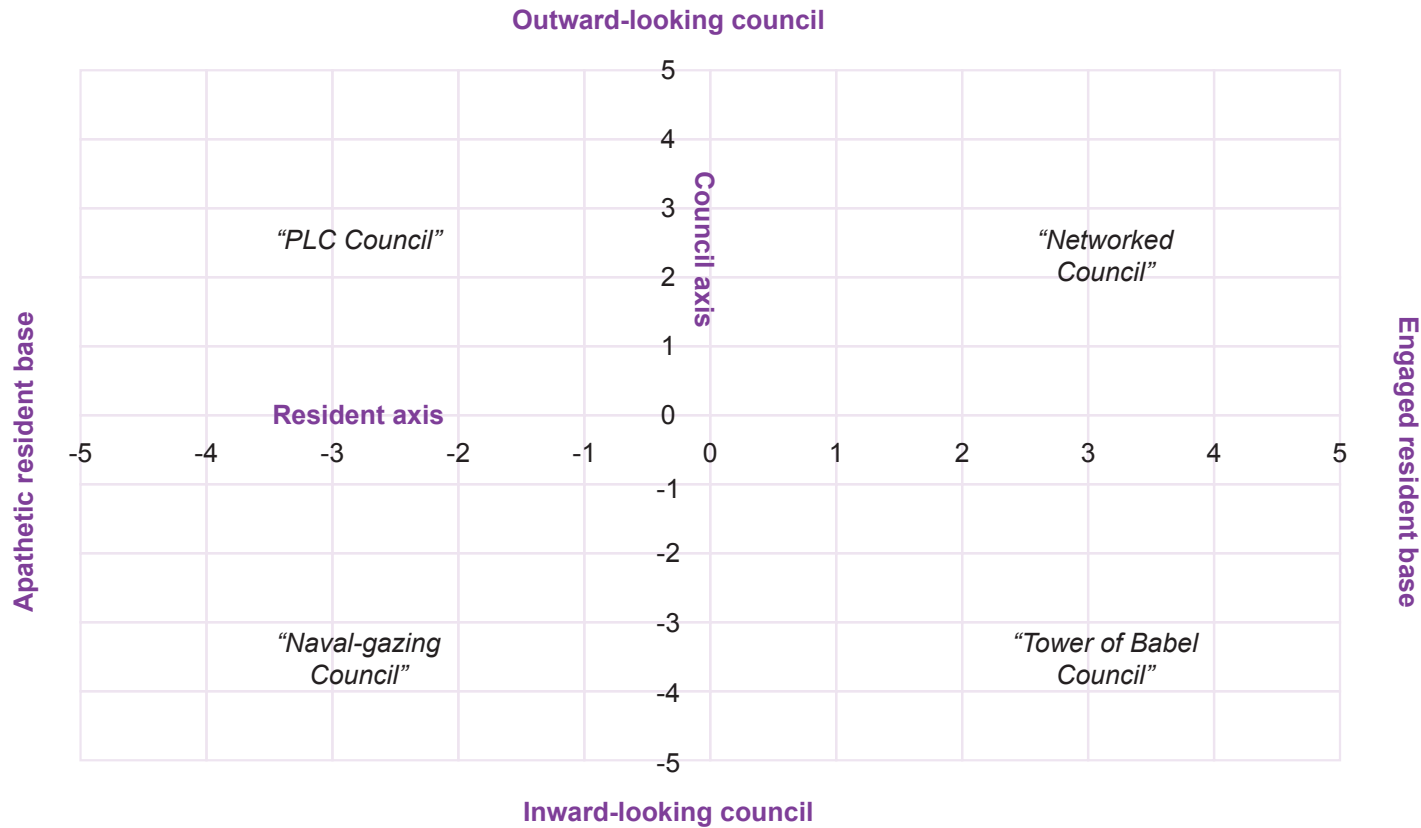 Outward-looking council
5
4
3
2
1
0
-1
-2
-3
-4
-5
Council axis
“PLC Council”
“Networked
Council”
Resident axis
-5 -4 -3 -2 -1 0 1 2 3 4 5
Apathetic resident base
Engaged resident base
“Naval-gazing
Council”
“Tower of Babel
Council”
Inward-looking council